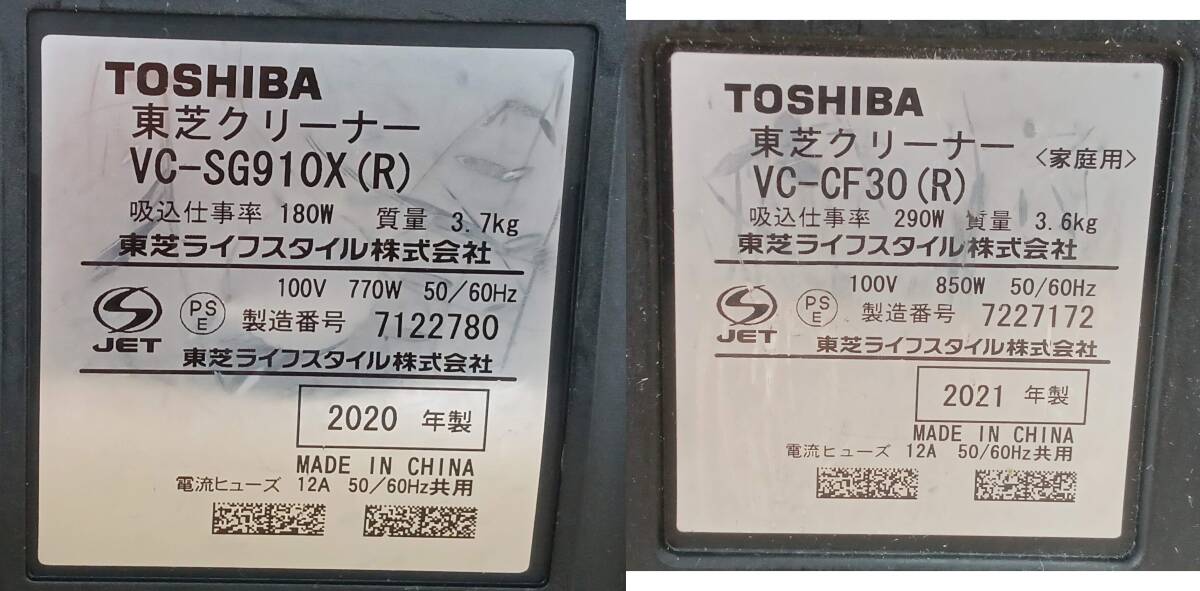 TOSHIBA
東芝クリーナー
VC-SG910X(R)
吸込仕事率 180W 質量 3.7kg
東芝ライフスタイル株式会社
100V 770W 50/60Hz
JET PS E 製造番号 7122780
東芝ライフスタイル株式会社
2020 年製
MADE IN CHINA
電流ヒューズ 12A 50/60Hz共用
TOSHIBA
東芝クリーナー 〈家庭用〉
VC-CF30(R)
吸込仕事率 290W 質量 3.6kg
東芝ライフスタイル株式会社
100V 850W 50/60Hz
JET PS E 製造番号 7227172
東芝ライフスタイル株式会社
2021 年製
MADE IN CHINA
電流ヒューズ 12A 50/60Hz共用